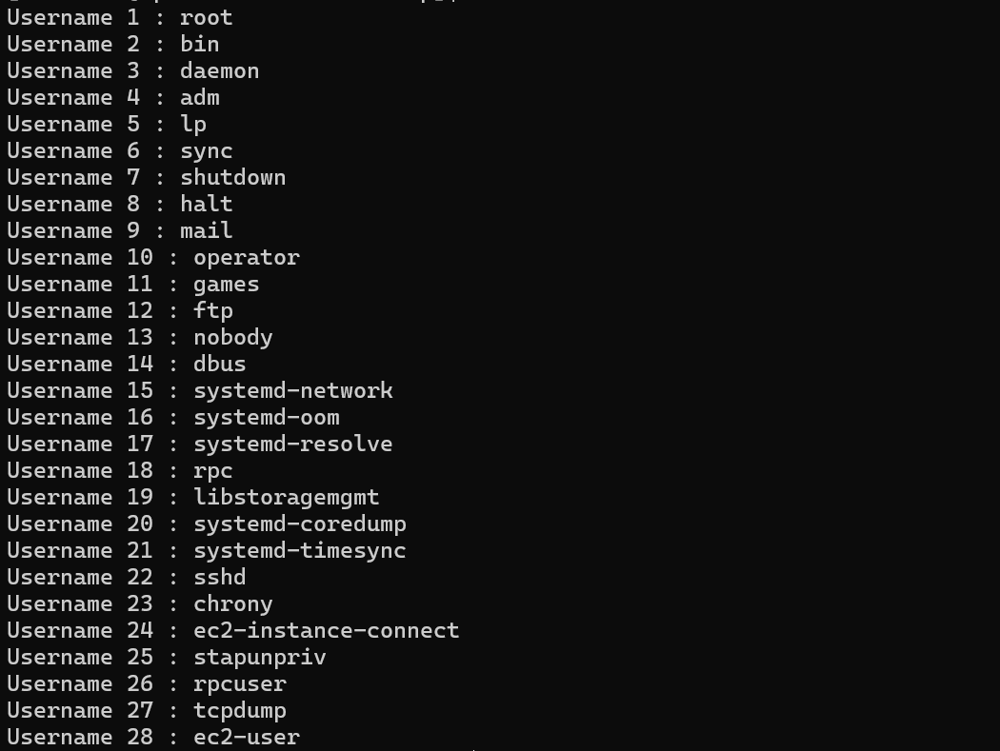 Username 1 : root
Username 2 : bin
Username 3 : daemon
Username 4 : adm
Username 5 : lp
Username 6 : sync
Username 7 : shutdown
Username 8 : halt
Username 9 : mail
Username 10 : operator
Username 11 : games
Username 12 : ftp
Username 13 : nobody
Username 14 : dbus
Username 15 : systemd-network
Username 16 : systemd-oom
Username 17 : systemd-resolve
Username 18 : rpc
Username 19 : libstoragemgmt
Username 20 : systemd-coredump
Username 21 : systemd-timesync
Username 22 : sshd
Username 23 : chrony
Username 24 : ec2-instance-connect
Username 25 : stapunpriv
Username 26 : rpcuser
Username 27 : tcpdump
Username 28 : ec2-user